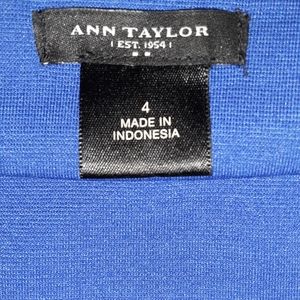 ANN TAYLOR
| EST. 1954 |
4
MADE IN
INDONESIA